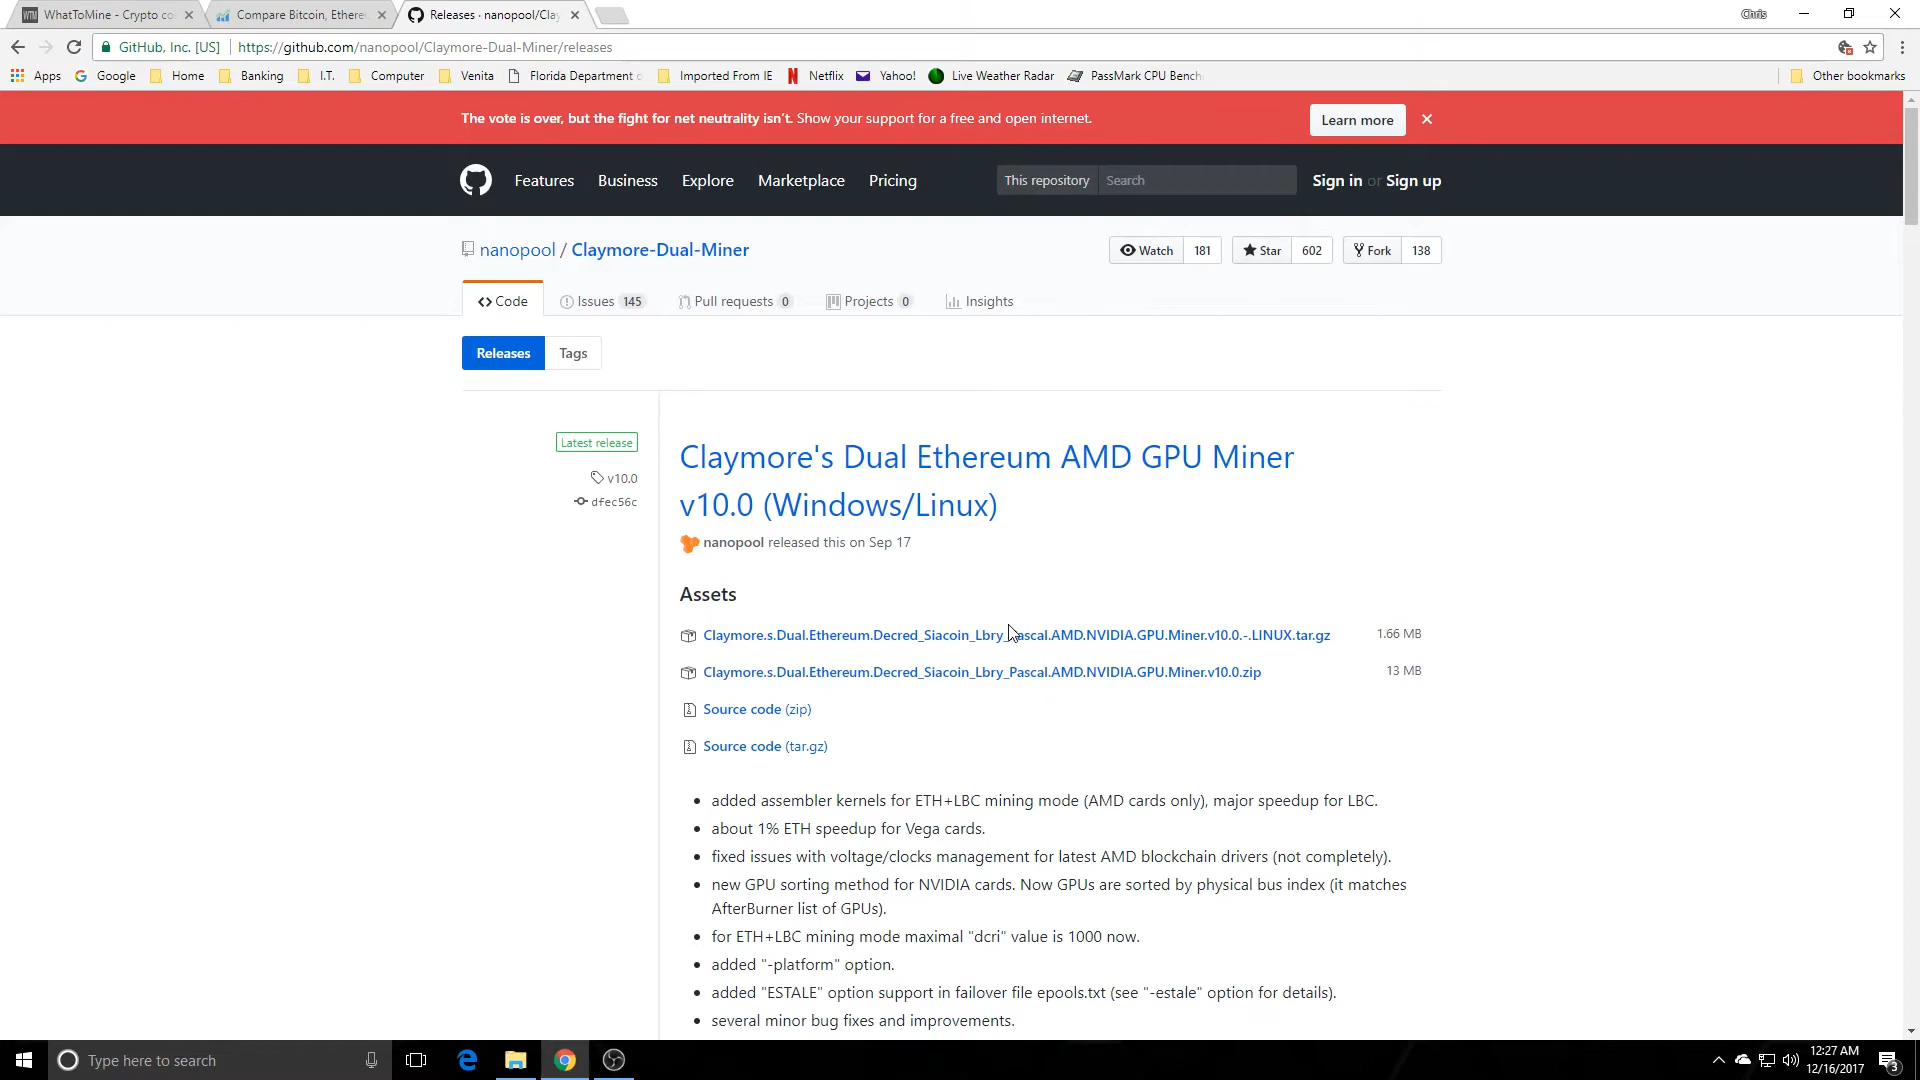 WhatToMine - Crypto co
Compare Bitcoin, Ethere
Releases · nanopool/Clay
Chris
GitHub, Inc. [US]
https://github.com/nanopool/Claymore-Dual-Miner/releases
Apps
Google
Home
Banking
I.T.
Computer
Venita
Florida Department o
Imported From IE
Netflix
Yahoo!
Live Weather Radar
PassMark CPU Bench
Other bookmarks
The vote is over, but the fight for net neutrality isn't. Show your support for a free and open internet.
Learn more
Features
Business
Explore
Marketplace
Pricing
This repository
Search
Sign in or Sign up
nanopool / Claymore-Dual-Miner
Watch 181
Star 602
Fork 138
Code
Issues 145
Pull requests 0
Projects 0
Insights
Releases
Tags
Latest release
v10.0
dfec56c
Claymore's Dual Ethereum AMD GPU Miner
v10.0 (Windows/Linux)
nanopool released this on Sep 17
Assets
Claymore.s.Dual.Ethereum.Decred_Siacoin_Lbry_Pascal.AMD.NVIDIA.GPU.Miner.v10.0.-.LINUX.tar.gz
1.66 MB
Claymore.s.Dual.Ethereum.Decred_Siacoin_Lbry_Pascal.AMD.NVIDIA.GPU.Miner.v10.0.zip
13 MB
Source code (zip)
Source code (tar.gz)
• added assembler kernels for ETH+LBC mining mode (AMD cards only), major speedup for LBC.
• about 1% ETH speedup for Vega cards.
• fixed issues with voltage/clocks management for latest AMD blockchain drivers (not completely).
• new GPU sorting method for NVIDIA cards. Now GPUs are sorted by physical bus index (it matches
AfterBurner list of GPUs).
• for ETH+LBC mining mode maximal "dcri" value is 1000 now.
• added "-platform" option.
• added "ESTALE" option support in failover file epools.txt (see "-estale" option for details).
• several minor bug fixes and improvements.
Type here to search
12:27 AM
12/16/2017
3